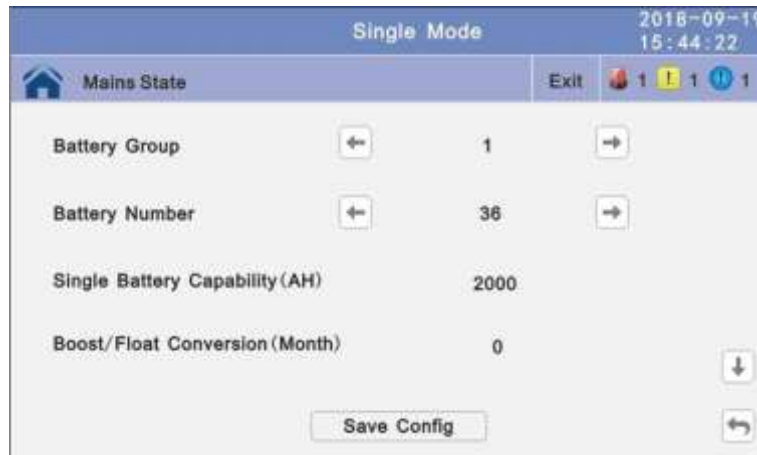 Single Mode
2018-09-19
15:44:22
Mains State
Exit
1
1
1
Battery Group
1
Battery Number
36
Single Battery Capability(AH)
2000
Boost/Float Conversion(Month)
0
Save Config